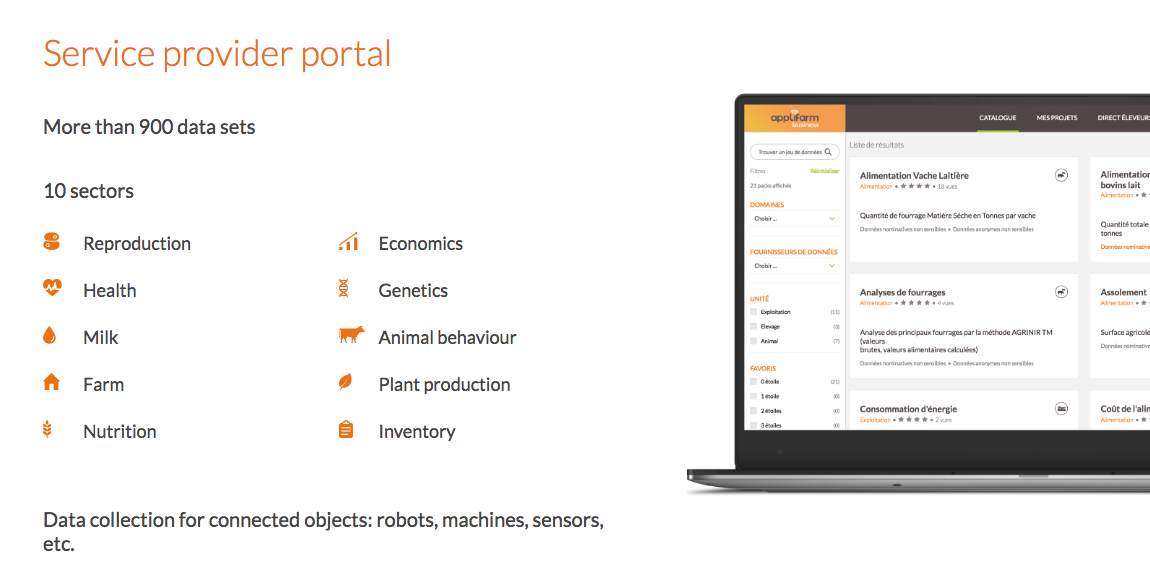 Service provider portal
More than 900 data sets
10 sectors
Reproduction
Health
Milk
Farm
Nutrition
Economics
Genetics
Animal behaviour
Plant production
Inventory
Data collection for connected objects: robots, machines, sensors,
etc.
applifarm
business
CATALOGUE
MES PROJETS
DIRECT ÉLEVEURS
Trouver un jeu de données
Filtres
Réinitialiser
21 packs affichés
DOMAINES
Choisir ...
FOURNISSEURS DE DONNÉES
Choisir ...
UNITÉ
Exploitation (11)
Elevage (3)
Animal (7)
FAVORIS
0 étoile (21)
1 étoile (0)
2 étoiles (0)
3 étoiles (0)
Liste de résultats
Alimentation Vache Laitière
Alimentation • ★★★★ • 18 vues
Quantité de fourrage Matière Sèche en Tonnes par vache
Données nominatives non sensibles • Données anonymes non sensibles
Analyses de fourrages
Alimentation • ★★★★ • 4 vues
Analyse des principaux fourrages par la méthode AGRINIR TM
(valeurs
brutes, valeurs alimentaires calculées)
Données nominatives non sensibles • Données anonymes non sensibles
Consommation d'énergie
Exploitation • ★★★★ • 2 vues
Alimentation
bovins lait
Alimentation • ★
Quantité totale
tonnes
Données nominative
Assolement
Alimentation • ★
Surface agricole
Données nominative
Coût de l'alim
Alimentation • ★